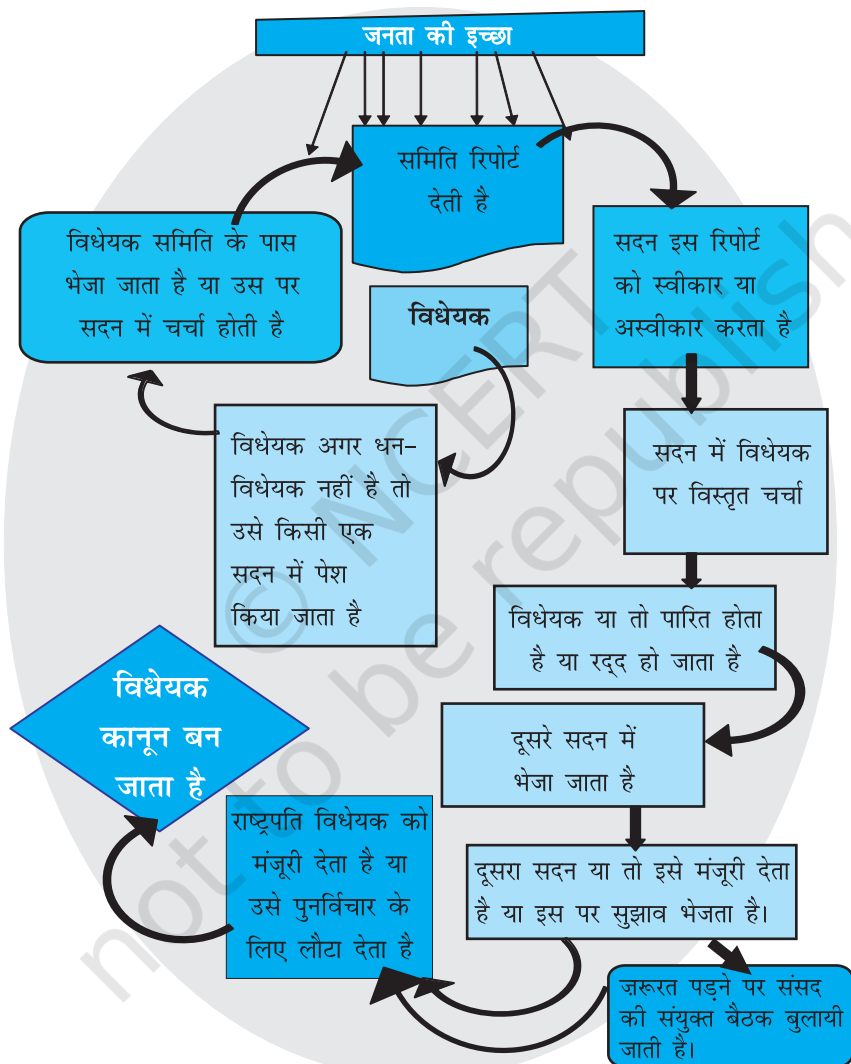 जनता की इच्छा
समिति रिपोर्ट
देती है
विधेयक समिति के पास
भेजा जाता है या उस पर
सदन में चर्चा होती है
सदन इस रिपोर्ट
को स्वीकार या
अस्वीकार करता है
विधेयक
विधेयक अगर धन-
विधेयक नहीं है तो
उसे किसी एक
सदन में पेश
किया जाता है
सदन में विधेयक
पर विस्तृत चर्चा
विधेयक या तो पारित होता
है या रद्द हो जाता है
दूसरे सदन में
भेजा जाता है
दूसरा सदन या तो इसे मंजूरी देता
है या इस पर सुझाव भेजता है।
ज़रूरत पड़ने पर संसद
की संयुक्त बैठक बुलायी
जाती है।
राष्ट्रपति विधेयक को
मंजूरी देता है या
उसे पुनर्विचार के
लिए लौटा देता है
विधेयक
कानून बन
जाता है
© NCERT
not to be republish